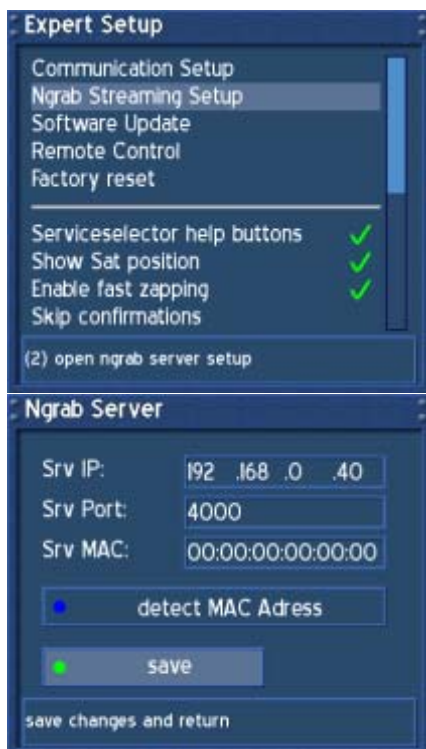 Expert Setup
Communication Setup
Ngrab Streaming Setup
Software Update
Remote Control
Factory reset
Serviceselector help buttons
Show Sat position
Enable fast zapping
Skip confirmations
(2) open ngrab server setup
Ngrab Server
Srv IP: 192 .168 .0 .40
Srv Port: 4000
Srv MAC: 00:00:00:00:00:00
detect MAC Adress
save
save changes and return